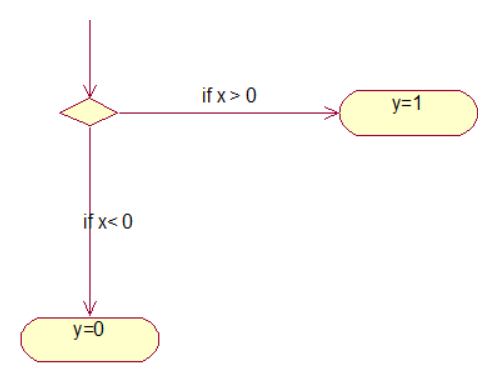 if x > 0
y=1
if x< 0
y=0